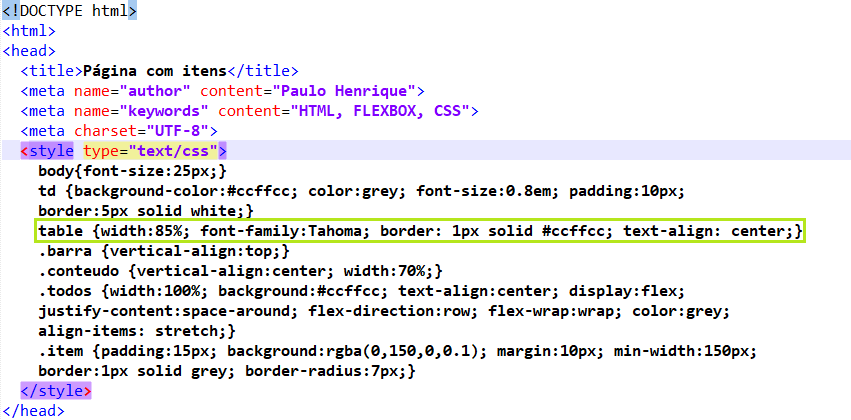 <!DOCTYPE html>
<html>
<head>
<title>Página com itens</title>
<meta name="author" content="Paulo Henrique">
<meta name="keywords" content="HTML, FLEXBOX, CSS">
<meta charset="UTF-8">
<style type="text/css">
body{font-size:25px;}
td {background-color:#ccffcc; color:grey; font-size:0.8em; padding:10px;
border:5px solid white;}
table {width:85%; font-family:Tahoma; border: 1px solid #ccffcc; text-align: center;}
.barra {vertical-align:top;}
.conteudo {vertical-align:center; width:70%;}
.todos {width:100%; background:#ccffcc; text-align:center; display:flex;
justify-content:space-around; flex-direction:row; flex-wrap:wrap; color:grey;
align-items: stretch;}
.item {padding:15px; background:rgba(0,150,0,0.1); margin:10px; min-width:150px;
border:1px solid grey; border-radius:7px;}
</style>
</head>